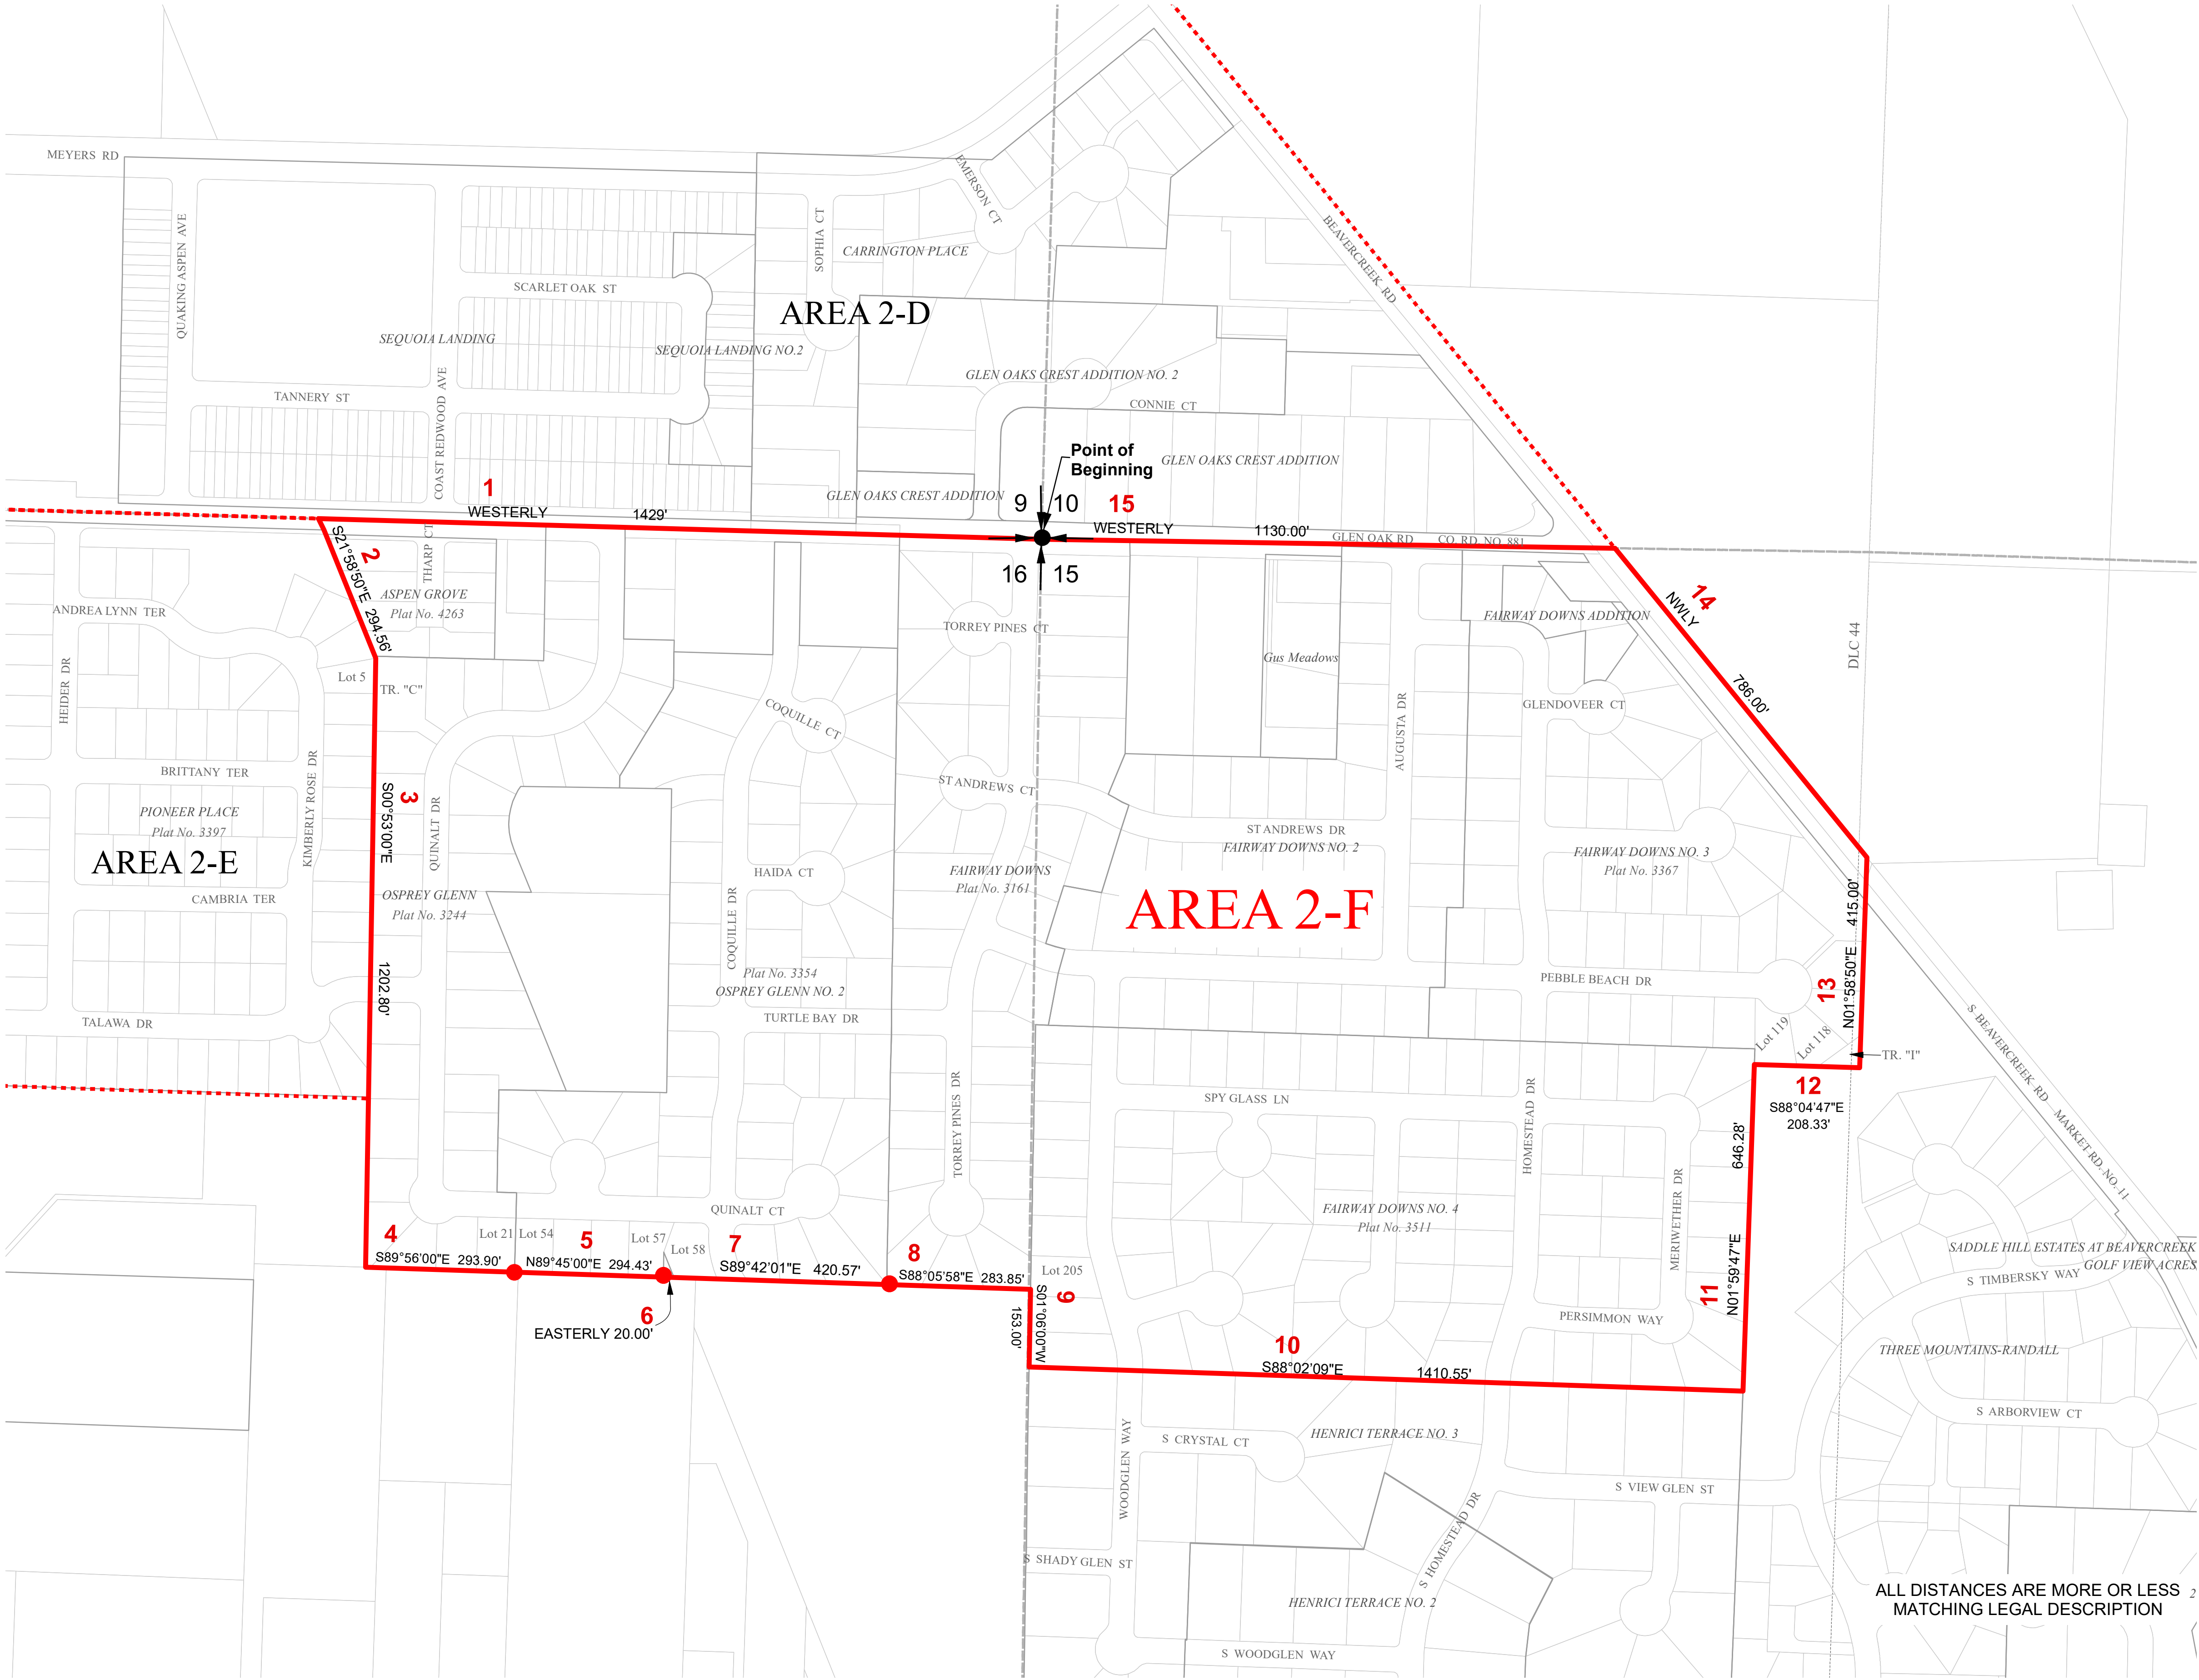 MEYERS RD
QUAKING ASPEN AVE
SCARLET OAK ST
SEQUOIA LANDING
SEQUOIA LANDING NO.2
TANNERY ST
COAST REDWOOD AVE
SOPHIA CT
EMERSON CT
CARRINGTON PLACE
AREA 2-D
BEAVERCREEK RD
GLEN OAKS CREST ADDITION NO. 2
CONNIE CT
Point of
Beginning
GLEN OAKS CREST ADDITION
GLEN OAKS CREST ADDITION
9
10
16
15
1
WESTERLY
1429'
15
WESTERLY
1130.00'
GLEN OAK RD
CO. RD. NO. 881
2
S21°58'50"E 294.56'
THARP CT
ASPEN GROVE
Plat No. 4263
ANDREA LYNN TER
HEIDER DR
Lot 5
TR. "C"
BRITTANY TER
KIMBERLY ROSE DR
PIONEER PLACE
Plat No. 3397
AREA 2-E
CAMBRIA TER
TALAWA DR
3
S00°53'00"E
1202.80'
QUINALT DR
OSPREY GLENN
Plat No. 3244
COQUILLE CT
HAIDA CT
COQUILLE DR
Plat No. 3354
OSPREY GLENN NO. 2
TURTLE BAY DR
TORREY PINES CT
ST ANDREWS CT
FAIRWAY DOWNS
Plat No. 3161
Gus Meadows
AUGUSTA DR
ST ANDREWS DR
FAIRWAY DOWNS NO. 2
AREA 2-F
FAIRWAY DOWNS ADDITION
GLENDOVEER CT
FAIRWAY DOWNS NO. 3
Plat No. 3367
PEBBLE BEACH DR
14
NWLY
786.00'
DLC 44
13
N01°58'50"E 415.00'
Lot 119
Lot 118
TR. "I"
12
S88°04'47"E
208.33'
S BEAVERCREEK RD MARKET RD. NO. 11
TORREY PINES DR
SPY GLASS LN
HOMESTEAD DR
MERIWETHER DR
FAIRWAY DOWNS NO. 4
Plat No. 3511
PERSIMMON WAY
11
N01°59'47"E
646.28'
QUINALT CT
4
S89°56'00"E 293.90'
Lot 21
Lot 54
5
N89°45'00"E 294.43'
Lot 57
Lot 58
6
EASTERLY 20.00'
7
S89°42'01"E 420.57'
8
S88°05'58"E 283.85'
Lot 205
9
S01°06'00"W
153.00'
10
S88°02'09"E
1410.55'
SADDLE HILL ESTATES AT BEAVERCREEK
GOLF VIEW ACRES
S TIMBERSKY WAY
THREE MOUNTAINS-RANDALL
S ARBORVIEW CT
WOODGLEN WAY
S CRYSTAL CT
HENRICI TERRACE NO. 3
S VIEW GLEN ST
S SHADY GLEN ST
S HOMESTEAD DR
HENRICI TERRACE NO. 2
S WOODGLEN WAY
ALL DISTANCES ARE MORE OR LESS
MATCHING LEGAL DESCRIPTION
2